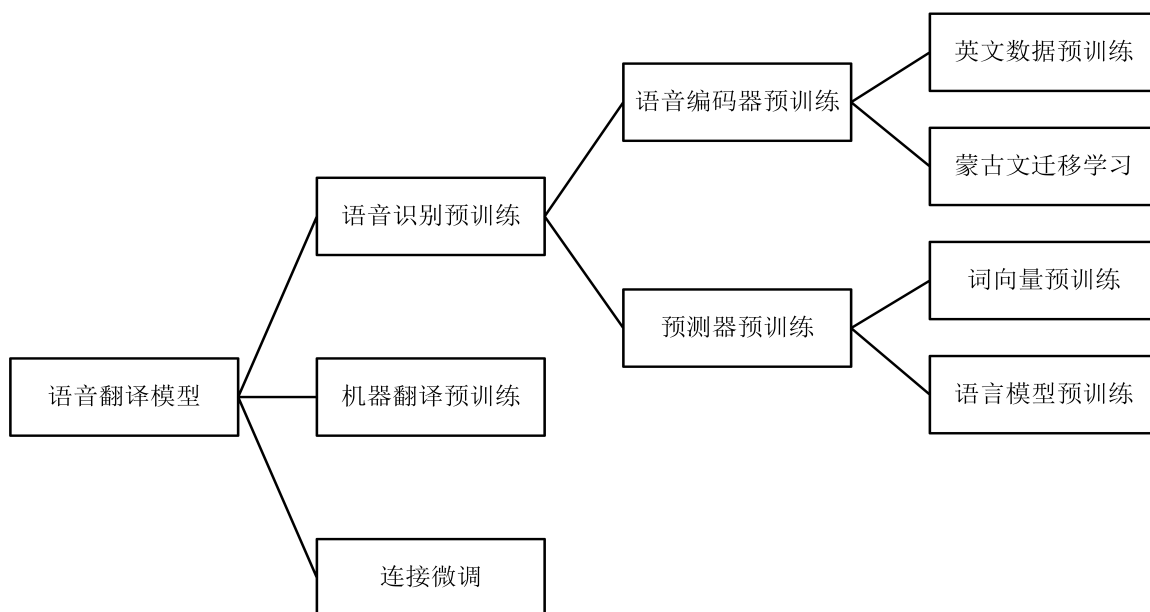 英文数据预训练
语音编码器预训练
蒙古文迁移学习
语音识别预训练
词向量预训练
预测器预训练
语音翻译模型
机器翻译预训练
语言模型预训练
连接微调